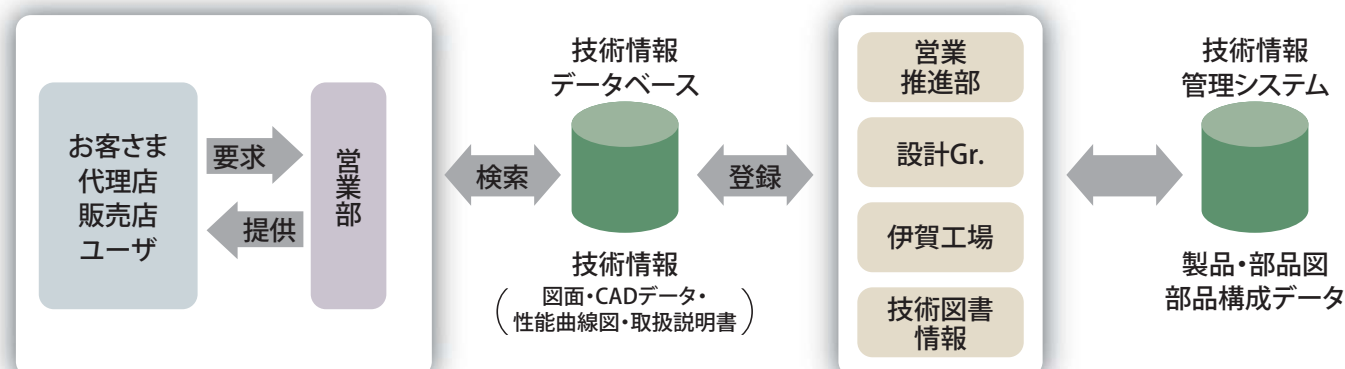 お客さま
代理店
販売店
ユーザ
要求
提供
営業部
検索
技術情報
データベース
技術情報
(図面・CADデータ・
性能曲線図・取扱説明書)
登録
営業
推進部
設計Gr.
伊賀工場
技術図書
情報
技術情報
管理システム
製品・部品図
部品構成データ